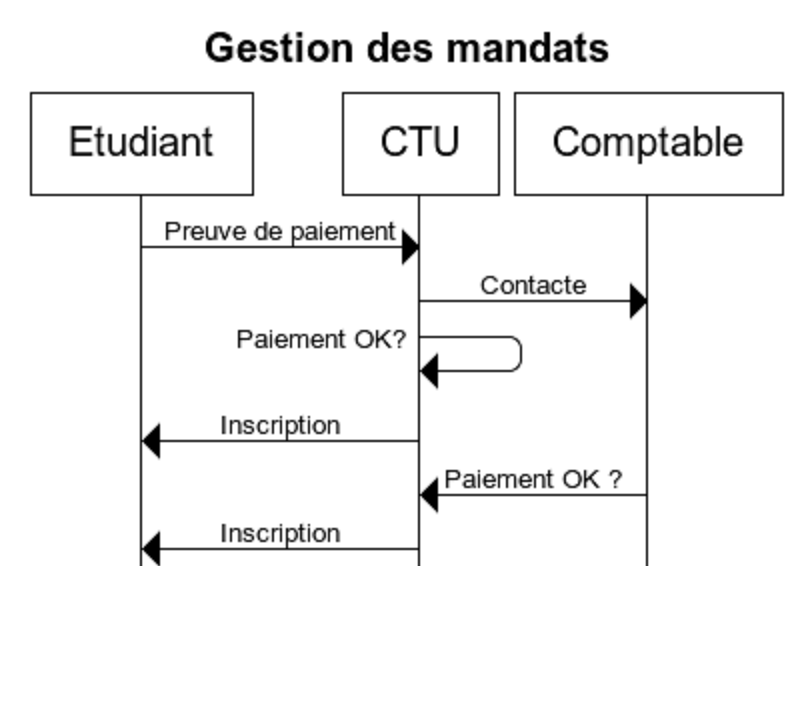 Gestion des mandats
Etudiant
CTU
Comptable
Preuve de paiement
Contacte
Paiement OK?
Inscription
Paiement OK ?
Inscription